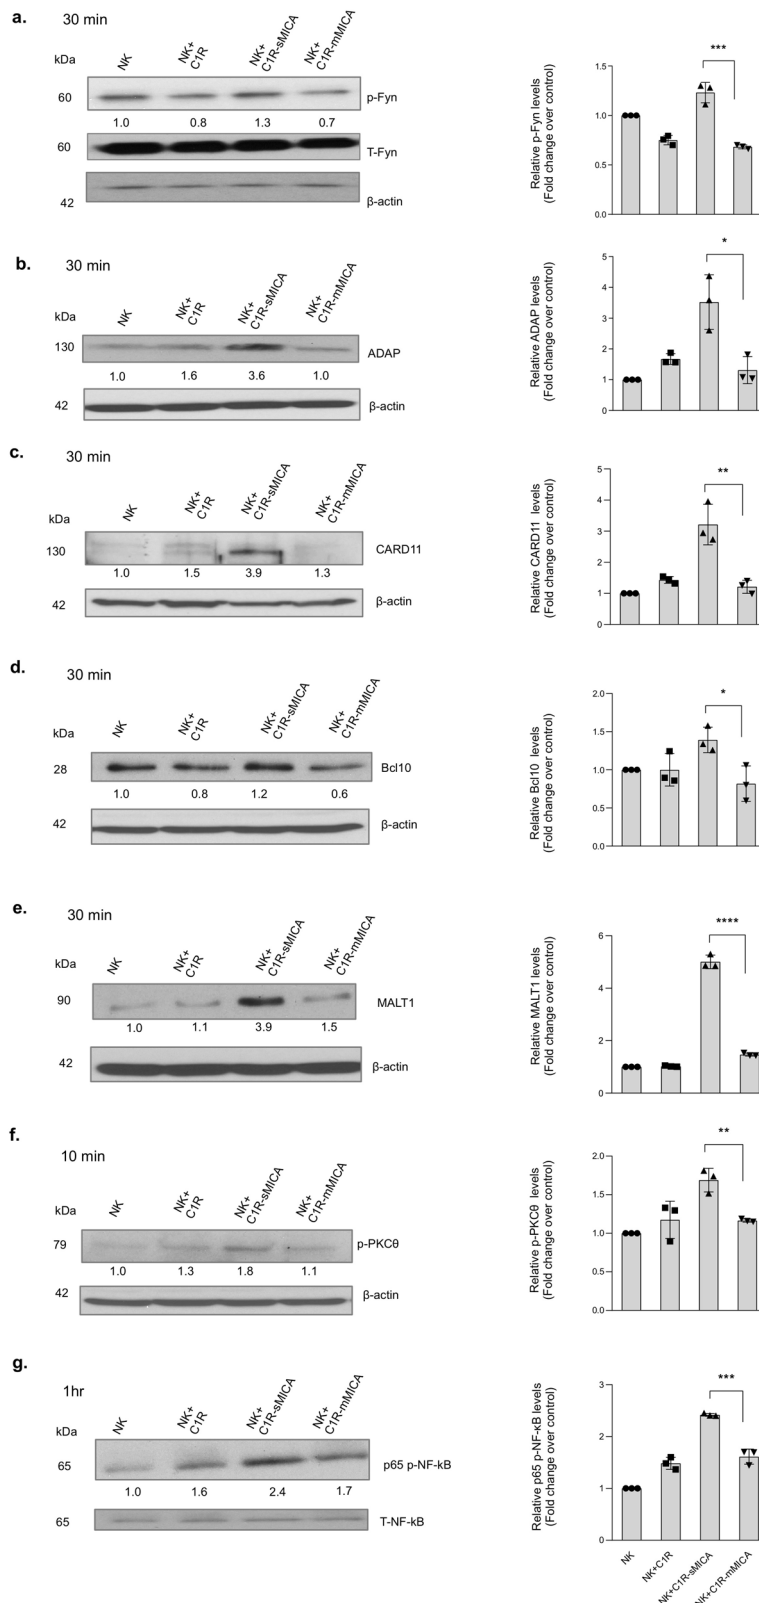 a.
30 min
kDa
NK
NK+
C1R
NK+
C1R-sMICA
NK+
C1R-mMICA
60
p-Fyn
1.0 0.8 1.3 0.7
60
T-Fyn
42
β-actin
Relative p-Fyn levels
(Fold change over control)
1.5
1.0
0.5
0.0
***
b.
30 min
kDa
NK
NK+
C1R
NK+
C1R-sMICA
NK+
C1R-mMICA
130
ADAP
1.0 1.6 3.6 1.0
42
β-actin
Relative ADAP levels
(Fold change over control)
5
4
3
2
1
0
*
c.
30 min
kDa
NK
NK+
C1R
NK+
C1R-sMICA
NK+
C1R-mMICA
130
CARD11
1.0 1.5 3.9 1.3
42
β-actin
Relative CARD11 levels
(Fold change over control)
5
4
3
2
1
0
**
d.
30 min
kDa
NK
NK+
C1R
NK+
C1R-sMICA
NK+
C1R-mMICA
28
Bcl10
1.0 0.8 1.2 0.6
42
β-actin
Relative Bcl10 levels
(Fold change over control)
2.0
1.5
1.0
0.5
0.0
*
e.
30 min
kDa
NK
NK+
C1R
NK+
C1R-sMICA
NK+
C1R-mMICA
90
MALT1
1.0 1.1 3.9 1.5
42
β-actin
Relative MALT1 levels
(Fold change over control)
6
4
2
0
****
f.
10 min
kDa
NK
NK+
C1R
NK+
C1R-sMICA
NK+
C1R-mMICA
79
p-PKCθ
1.0 1.3 1.8 1.1
42
β-actin
Relative p-PKCθ levels
(Fold change over control)
2.0
1.5
1.0
0.5
0.0
**
g.
1hr
kDa
NK
NK+
C1R
NK+
C1R-sMICA
NK+
C1R-mMICA
65
p65 p-NF-kB
1.0 1.6 2.4 1.7
65
T-NF-kB
Relative p65 p-NF-κB levels
(Fold change over control)
3
2
1
0
***
NK
NK+C1R
NK+C1R-sMICA
NK+C1R-mMICA